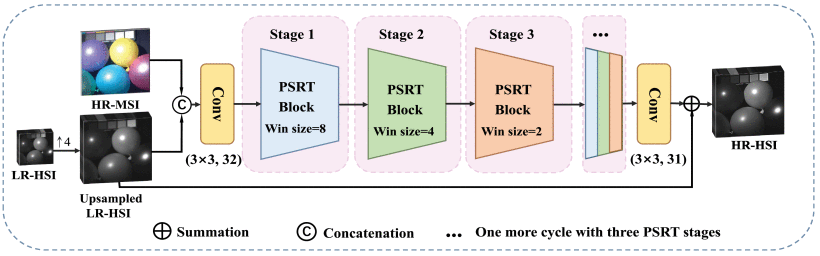 Stage 1
Stage 2
Stage 3
...
HR-MSI
LR-HSI
↑4
Upsampled
LR-HSI
C
Conv
(3×3, 32)
PSRT
Block
Win size=8
PSRT
Block
Win size=4
PSRT
Block
Win size=2
Conv
(3×3, 31)
HR-HSI
Summation
C Concatenation
... One more cycle with three PSRT stages